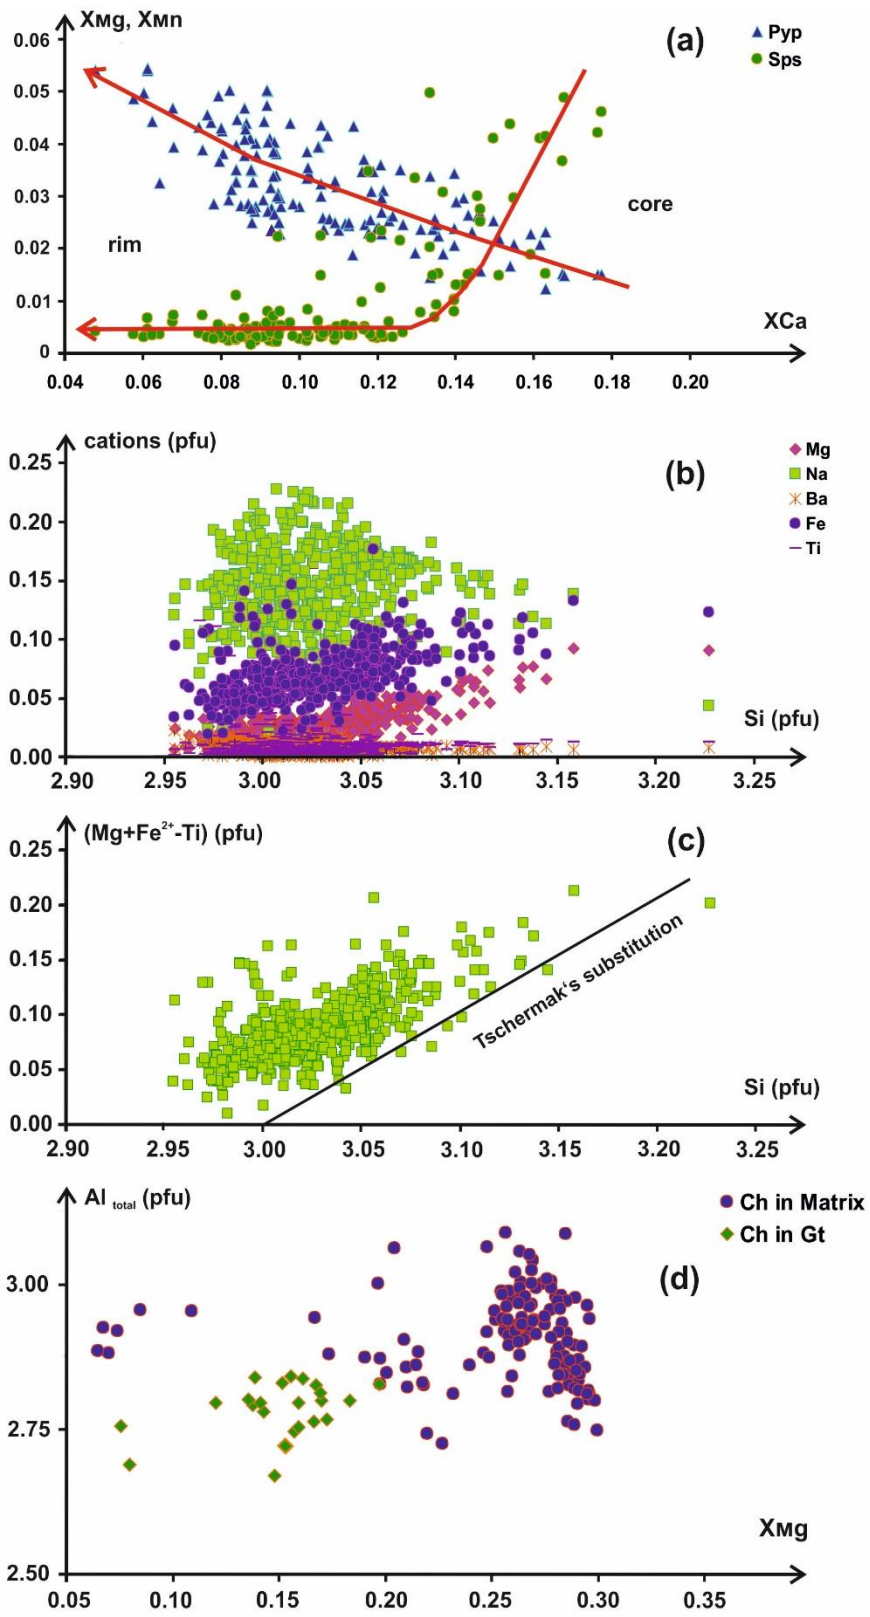 XMg, XMn
(a)
Pyp
Sps
0.06
0.05
0.04
0.03
0.02
0.01
0
rim
core
XCa
0.04 0.06 0.08 0.10 0.12 0.14 0.16 0.18 0.20
cations (pfu)
(b)
Mg
Na
Ba
Fe
Ti
0.25
0.20
0.15
0.10
0.05
0.00
Si (pfu)
2.90 2.95 3.00 3.05 3.10 3.15 3.20 3.25
(Mg+Fe²⁺-Ti) (pfu)
(c)
0.25
0.20
0.15
0.10
0.05
0.00
Tschermak‘s substitution
Si (pfu)
2.90 2.95 3.00 3.05 3.10 3.15 3.20 3.25
Al total (pfu)
Ch in Matrix
Ch in Gt
(d)
3.00
2.75
2.50
XMg
0.05 0.10 0.15 0.20 0.25 0.30 0.35